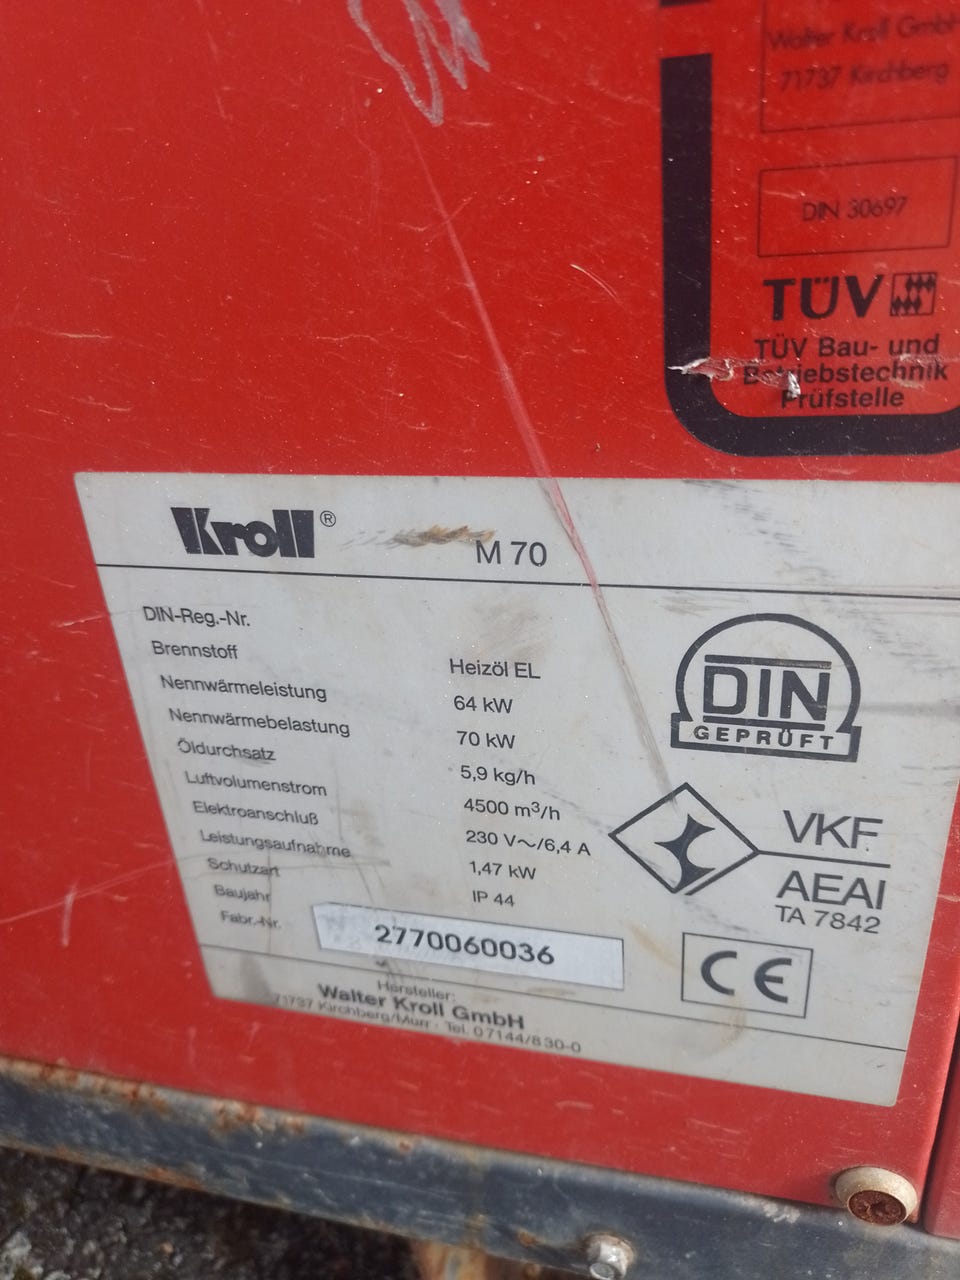 Walter Kroll GmbH
71737 Kirchberg
DIN 30697
TÜV
TÜV Bau- und
Betriebstechnik
Prüfstelle
Kroll® M 70
DIN-Reg.-Nr.
Brennstoff Heizöl EL
Nennwärmeleistung 64 kW
Nennwärmebelastung 70 kW
Öldurchsatz 5,9 kg/h
Luftvolumenstrom 4500 m³/h
Elektroanschluß 230 V~/6,4 A
Leistungsaufnahme 1,47 kW
Schutzart IP 44
Baujahr
Fabr.-Nr. 2770060036
DIN
GEPRÜFT
VKF
AEAI
TA 7842
CE
Hersteller:
Walter Kroll GmbH
71737 Kirchberg/Murr · Tel. 07144/830-0